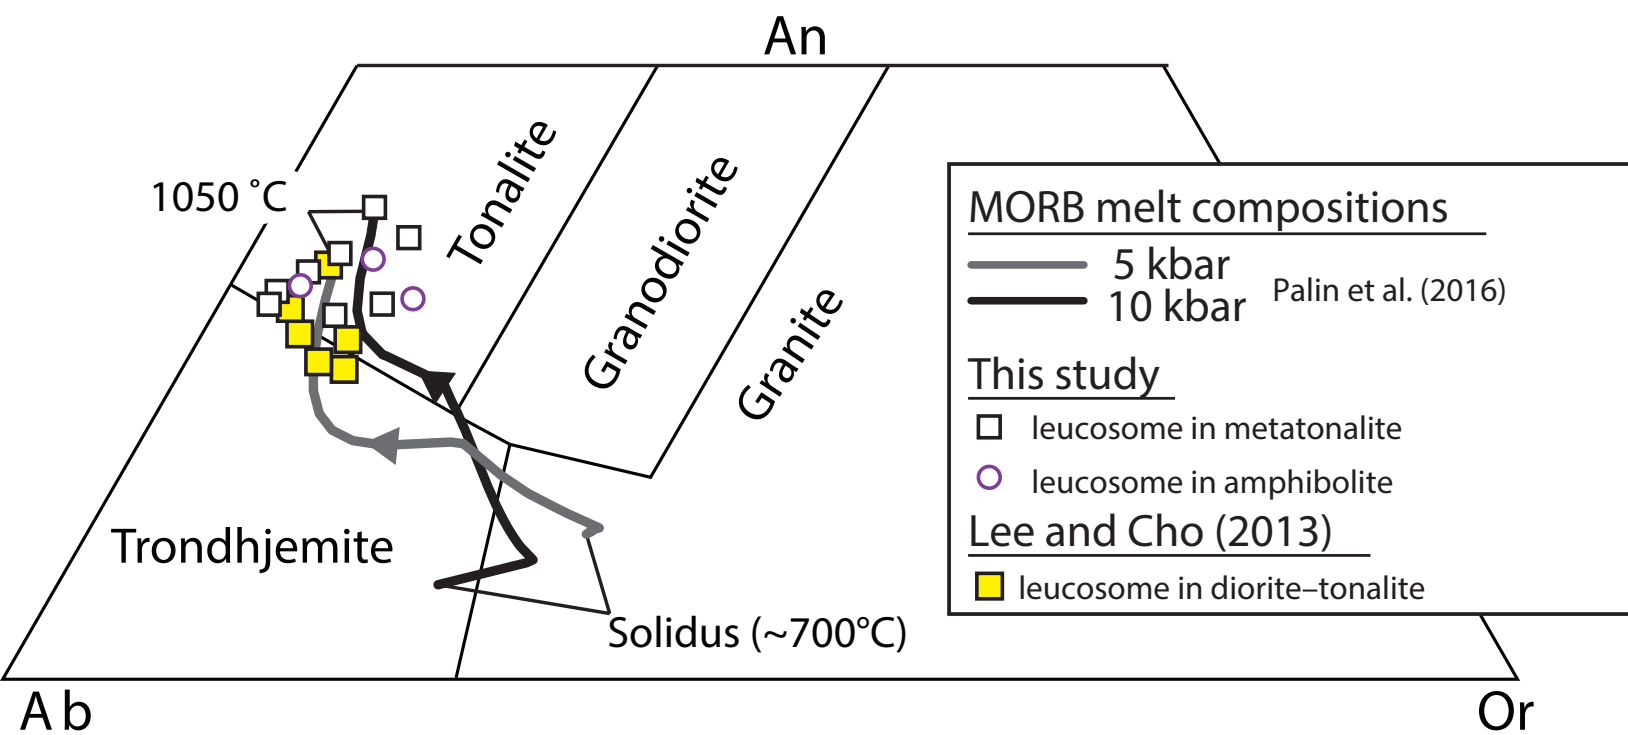 An
Tonalite
Granodiorite
Granite
1050 ˚C
MORB melt compositions
5 kbar
10 kbar
Palin et al. (2016)
This study
leucosome in metatonalite
leucosome in amphibolite
Lee and Cho (2013)
leucosome in diorite–tonalite
Trondhjemite
Solidus (~700°C)
Ab
Or